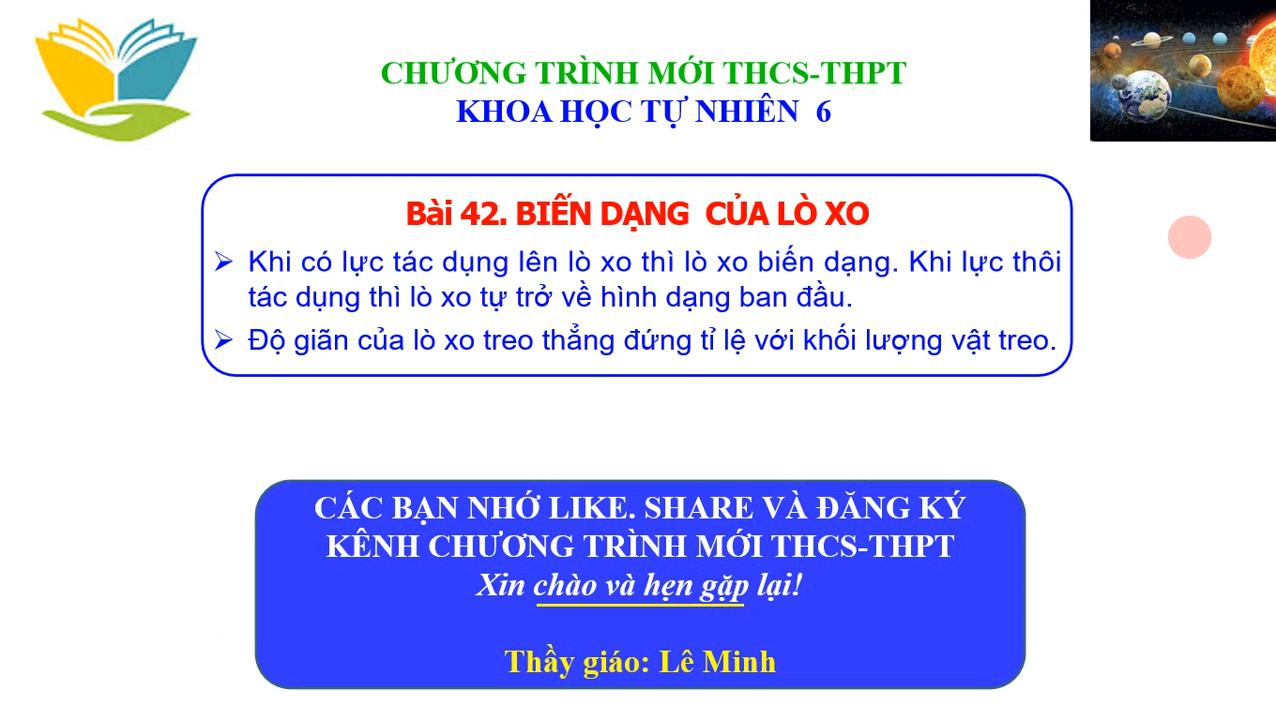 CHƯƠNG TRÌNH MỚI THCS-THPT
KHOA HỌC TỰ NHIÊN 6
Bài 42. BIẾN DẠNG CỦA LÒ XO
Khi có lực tác dụng lên lò xo thì lò xo biến dạng. Khi lực thôi
tác dụng thì lò xo tự trở về hình dạng ban đầu.
Độ giãn của lò xo treo thẳng đứng tỉ lệ với khối lượng vật treo.
CÁC BẠN NHỚ LIKE. SHARE VÀ ĐĂNG KÝ
KÊNH CHƯƠNG TRÌNH MỚI THCS-THPT
Xin chào và hẹn gặp lại!
Thầy giáo: Lê Minh